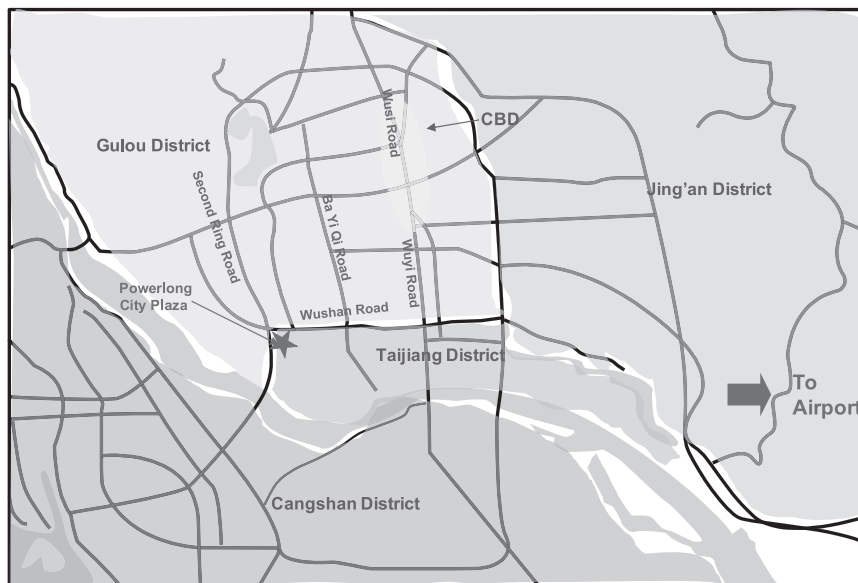 Wusi Road
CBD
Gulou District
Jing'an District
Second Ring Road
Ba Yi Qi Road
Wuyi Road
Powerlong
City Plaza
Wushan Road
Taijiang District
To
Airport
Cangshan District